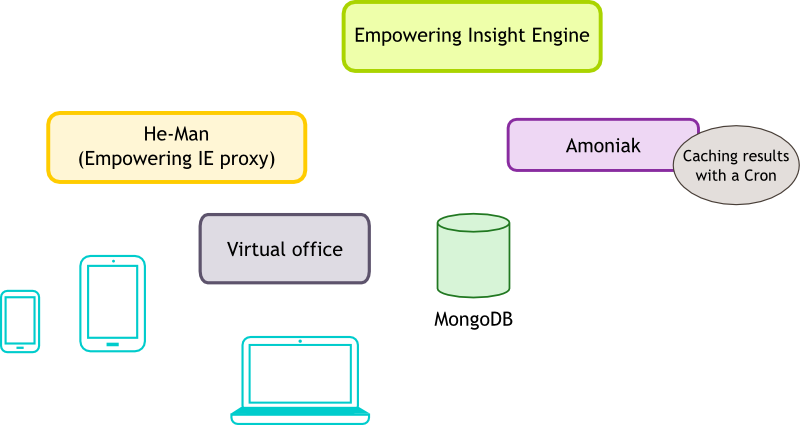 Empowering Insight Engine
He-Man
(Empowering IE proxy)
Amoniak
Caching results
with a Cron
Virtual office
MongoDB